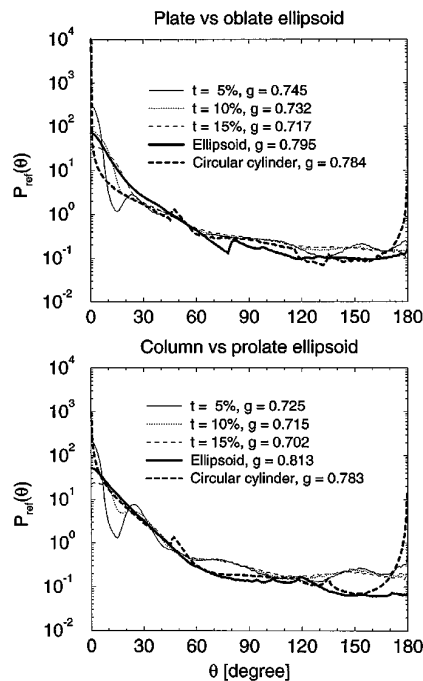 Plate vs oblate ellipsoid
10^4
10^3
10^2
10^1
10^0
10^-1
10^-2
P_ref(θ)
t = 5%, g = 0.745
t = 10%, g = 0.732
t = 15%, g = 0.717
Ellipsoid, g = 0.795
Circular cylinder, g = 0.784
0 30 60 90 120 150 180
Column vs prolate ellipsoid
10^4
10^3
10^2
10^1
10^0
10^-1
10^-2
P_ref(θ)
t = 5%, g = 0.725
t = 10%, g = 0.715
t = 15%, g = 0.702
Ellipsoid, g = 0.813
Circular cylinder, g = 0.783
0 30 60 90 120 150 180
θ [degree]